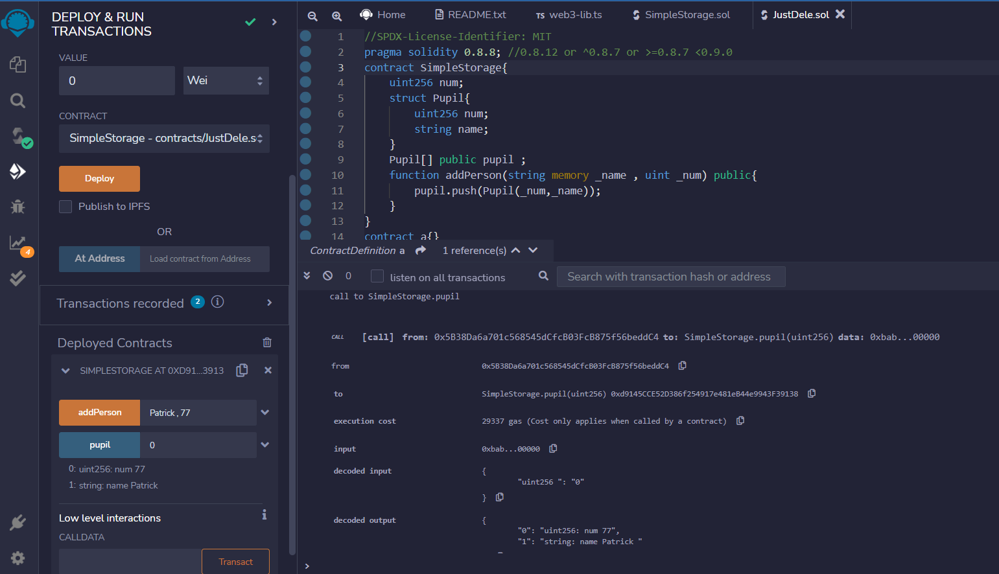 DEPLOY & RUN
TRANSACTIONS
VALUE
0
Wei
CONTRACT
SimpleStorage - contracts/JustDele.s
Deploy
Publish to IPFS
OR
At Address
Load contract from Address
Transactions recorded 2 i
Deployed Contracts
SIMPLESTORAGE AT 0XD91...3913
addPerson
Patrick , 77
pupil
0
0: uint256: num 77
1: string: name Patrick
Low level interactions i
CALLDATA
Transact
4
Home
README.txt
TS web3-lib.ts
SimpleStorage.sol
JustDele.sol
1 //SPDX-License-Identifier: MIT
2 pragma solidity 0.8.8; //0.8.12 or ^0.8.7 or >=0.8.7 <0.9.0
3 contract SimpleStorage{
4 uint256 num;
5 struct Pupil{
6 uint256 num;
7 string name;
8 }
9 Pupil[] public pupil ;
10 function addPerson(string memory _name , uint _num) public{
11 pupil.push(Pupil(_num,_name));
12 }
13 }
14 contract a{}
ContractDefinition a 1 reference(s)
0 listen on all transactions
Search with transaction hash or address
call to SimpleStorage.pupil
CALL [call] from: 0x5B38Da6a701c568545dCfcB03FcB875f56beddC4 to: SimpleStorage.pupil(uint256) data: 0xbab...00000
from 0x5B38Da6a701c568545dCfcB03FcB875f56beddC4
to SimpleStorage.pupil(uint256) 0xd9145CCE52D386f254917e481eB44e9943F39138
execution cost 29337 gas (Cost only applies when called by a contract)
input 0xbab...00000
decoded input {
"uint256 ": "0"
}
decoded output {
"0": "uint256: num 77",
"1": "string: name Patrick "
>